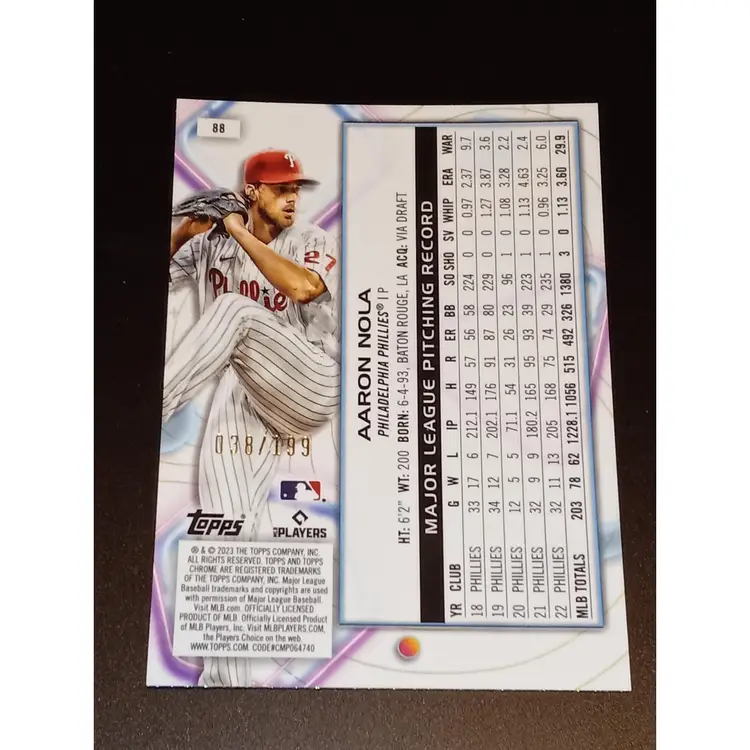 88
P
27
038/199
topps
MLB PLAYERS
® & © 2023 THE TOPPS COMPANY, INC.
ALL RIGHTS RESERVED. TOPPS AND TOPPS
CHROME ARE REGISTERED TRADEMARKS
OF THE TOPPS COMPANY, INC. Major League
Baseball trademarks and copyrights are used
with permission of Major League Baseball.
Visit MLB.com. OFFICIALLY LICENSED
PRODUCT OF MLB Players, Inc. Officially Licensed Product
of MLB Players, Inc. Visit MLBPLAYERS.com,
the Players Choice on the web.
WWW.TOPPS.COM CODE#CMP064740
AARON NOLA
PHILADELPHIA PHILLIES® | P
HT: 6'2" WT: 200 BORN: 6-4-93, BATON ROUGE, LA ACQ: VIA DRAFT
MAJOR LEAGUE PITCHING RECORD
YR CLUB G W L IP H R ER BB SO SHO SV WHIP ERA WAR
18 PHILLIES 33 17 6 212.1 149 57 56 58 224 0 0 0.97 2.37 9.7
19 PHILLIES 34 12 7 202.1 176 91 87 80 229 0 0 1.27 3.87 3.6
20 PHILLIES 12 5 5 71.1 54 31 26 23 96 1 0 1.08 3.28 2.2
21 PHILLIES 32 9 9 180.2 165 95 93 39 223 1 0 1.13 4.63 2.4
22 PHILLIES 32 11 13 205 168 75 74 29 235 1 0 0.96 3.25 6.0
MLB TOTALS 203 78 62 1228.1 1056 515 492 326 1380 3 0 1.13 3.60 29.9